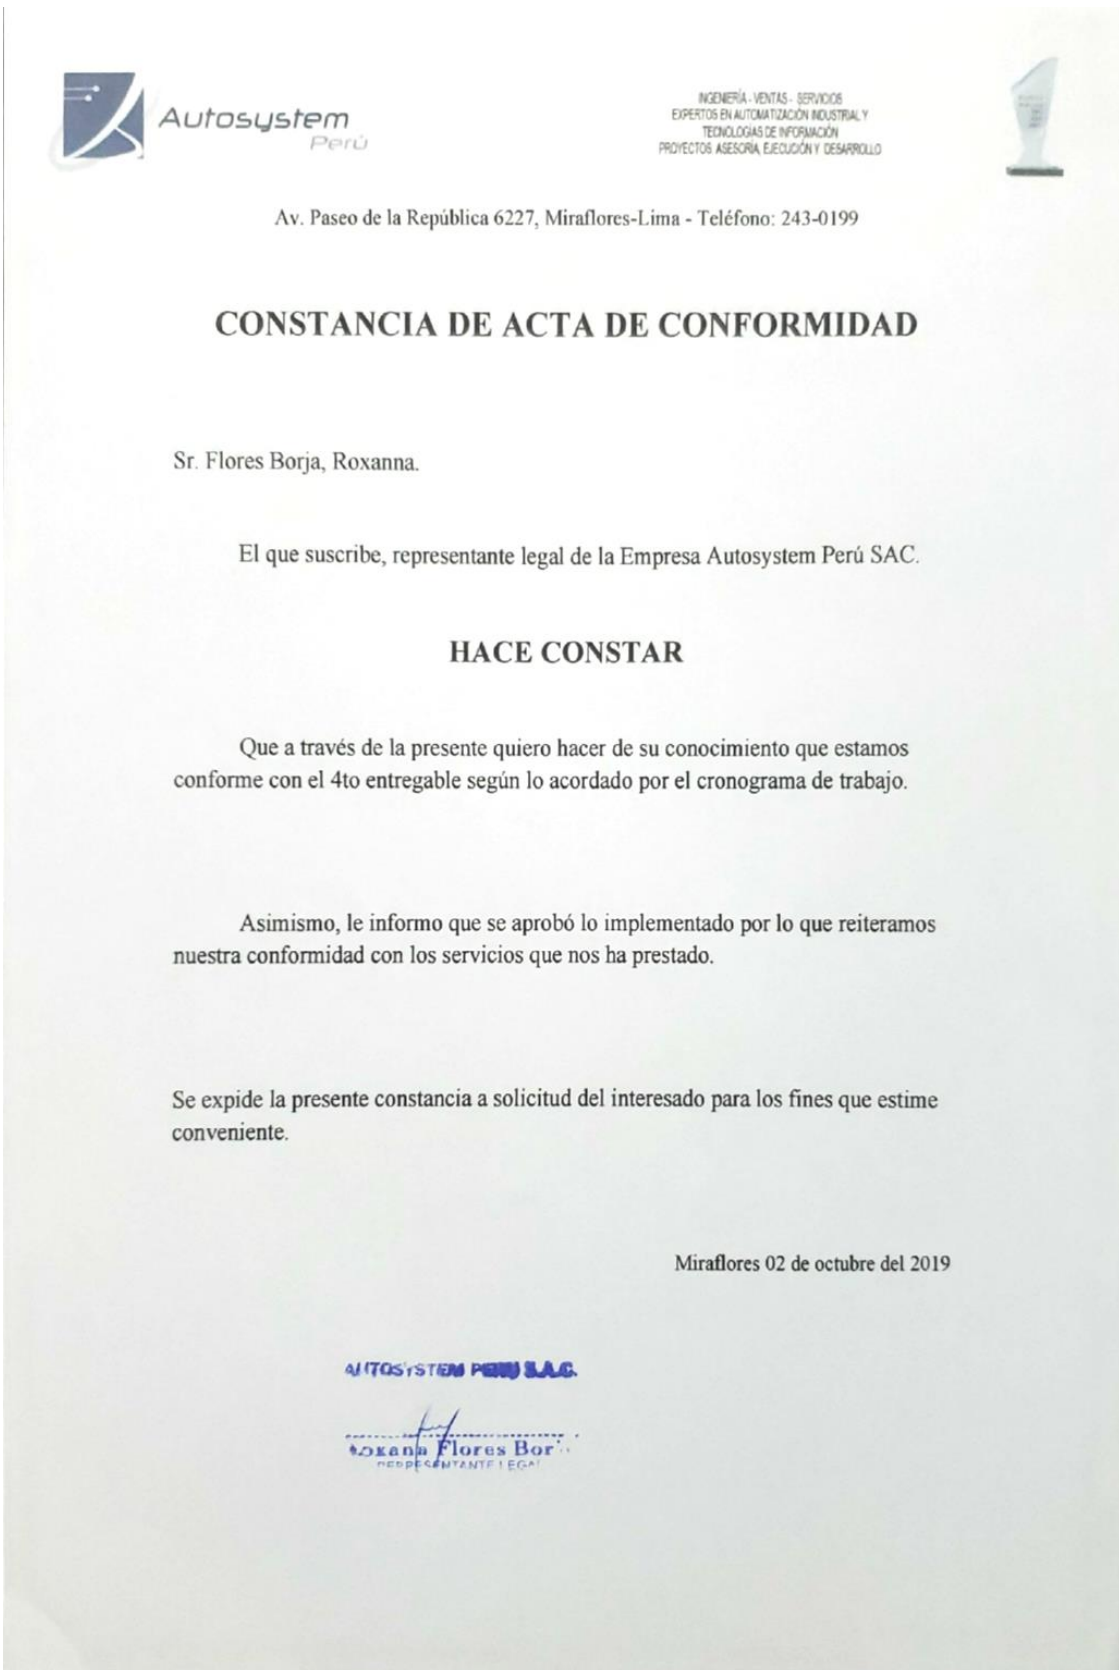 Autosystem
Perú
INGENIERÍA - VENTAS - SERVICIOS
EXPERTOS EN AUTOMATIZACIÓN INDUSTRIAL Y
TECNOLOGÍAS DE INFORMACIÓN
PROYECTOS ASESORÍA, EJECUCIÓN Y DESARROLLO
Av. Paseo de la República 6227, Miraflores-Lima - Teléfono: 243-0199
CONSTANCIA DE ACTA DE CONFORMIDAD
Sr. Flores Borja, Roxanna.
El que suscribe, representante legal de la Empresa Autosystem Perú SAC.
HACE CONSTAR
Que a través de la presente quiero hacer de su conocimiento que estamos
conforme con el 4to entregable según lo acordado por el cronograma de trabajo.
Asimismo, le informo que se aprobó lo implementado por lo que reiteramos
nuestra conformidad con los servicios que nos ha prestado.
Se expide la presente constancia a solicitud del interesado para los fines que estime
conveniente.
Miraflores 02 de octubre del 2019
AUTOSYSTEM PERU S.A.C.
Roxana Flores Bor
REPRESENTANTE LEGAL